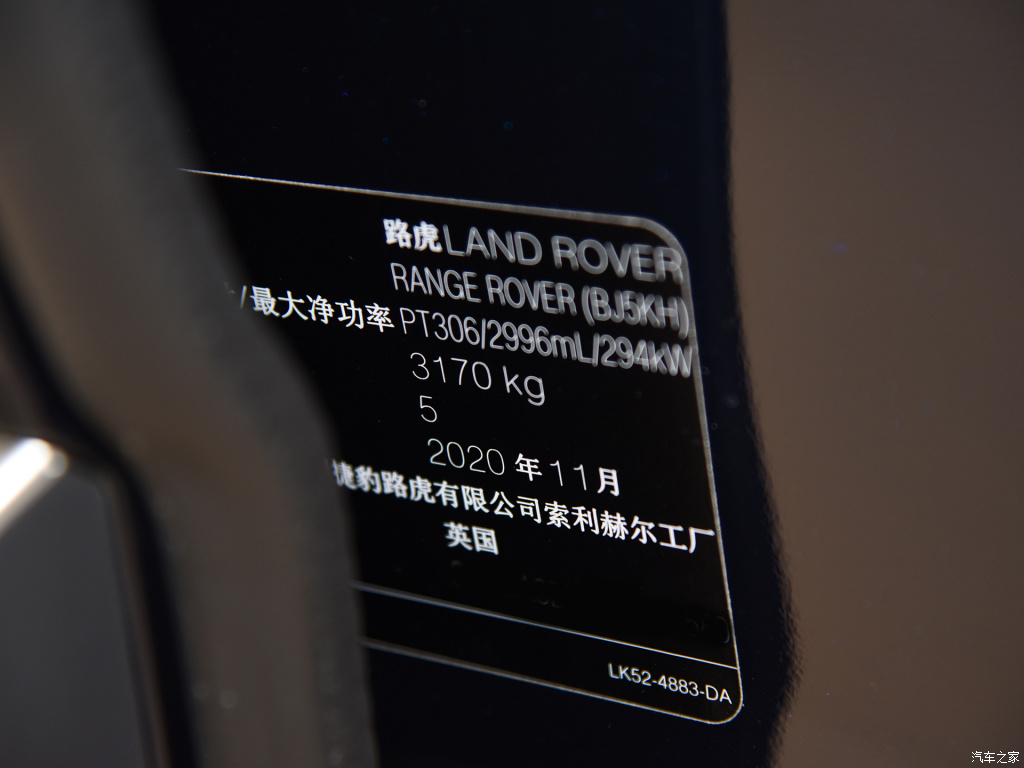 路虎LAND ROVER
RANGE ROVER (BJ5KH)
/最大净功率 PT306/2996mL/294kW
3170 kg
5
2020 年11月
捷豹路虎有限公司索利赫尔工厂
英国
LK52-4883-DA
汽车之家